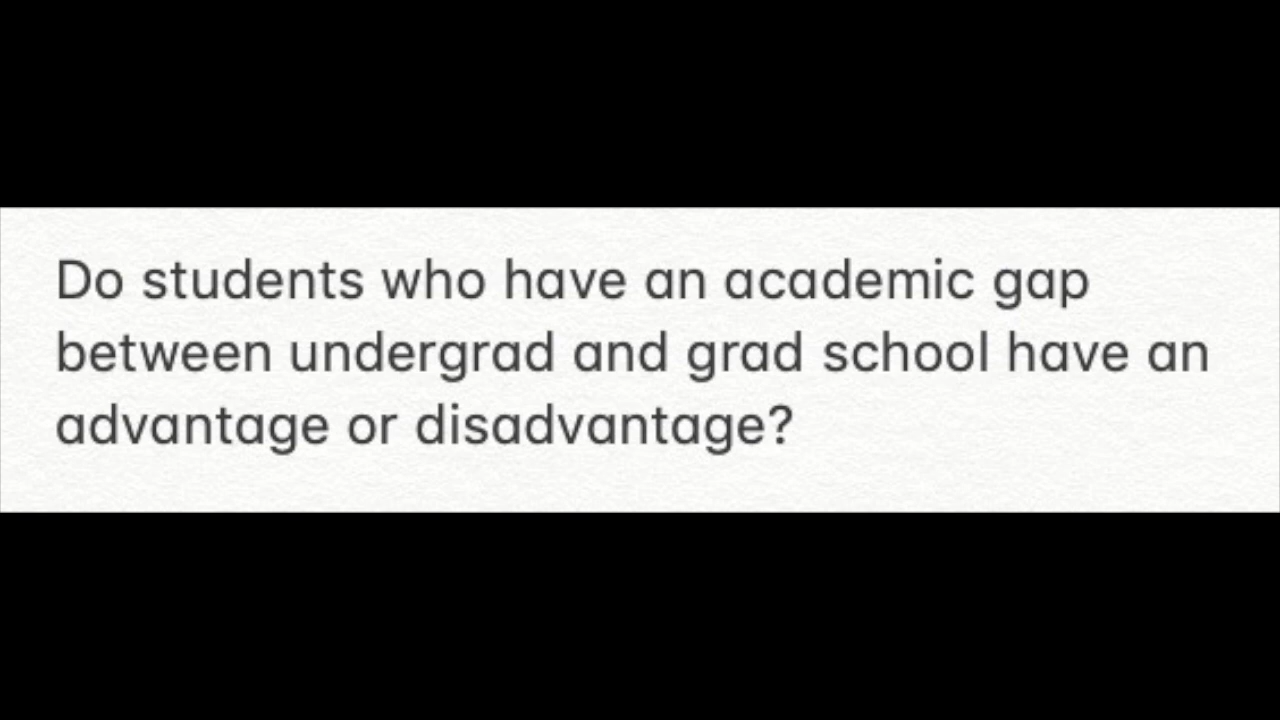 Do students who have an academic gap
between undergrad and grad school have an
advantage or disadvantage?